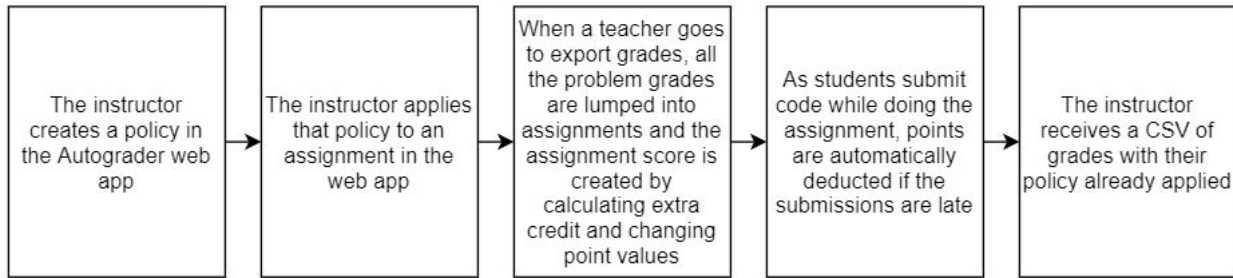 The instructor
creates a policy in
the Autograder web
app
The instructor applies
that policy to an
assignment in the
web app
When a teacher goes
to export grades, all
the problem grades
are lumped into
assignments and the
assignment score is
created by
calculating extra
credit and changing
point values
As students submit
code while doing the
assignment, points
are automatically
deducted if the
submissions are late
The instructor
receives a CSV of
grades with their
policy already applied